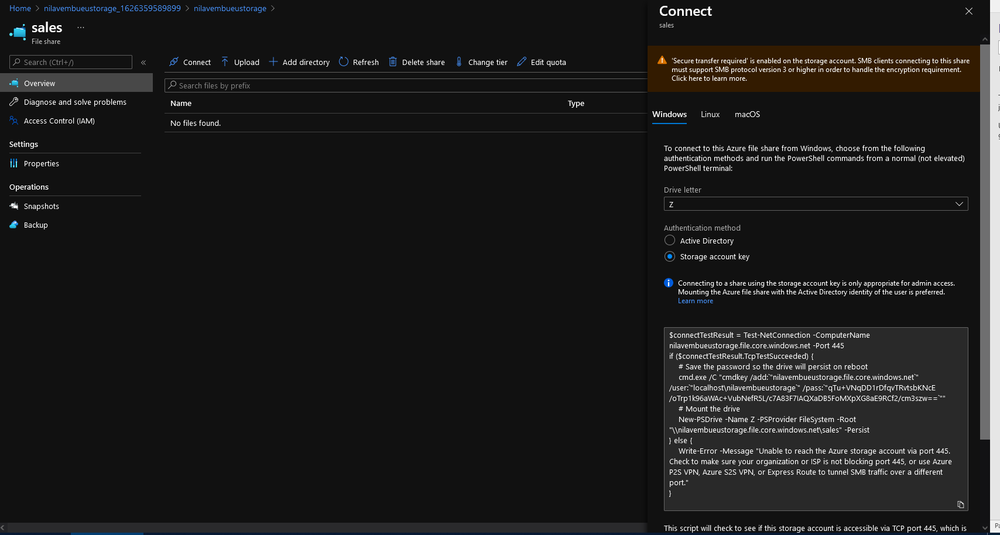 Home > nilavembueustorage_1626359589899 > nilavembueustorage >
sales ...
File share
Search (Ctrl+/)
«
Overview
Diagnose and solve problems
Access Control (IAM)
Settings
Properties
Operations
Snapshots
Backup
Connect
Upload
Add directory
Refresh
Delete share
Change tier
Edit quota
Search files by prefix
Name Type
No files found.
Connect
sales
'Secure transfer required' is enabled on the storage account. SMB clients connecting to this share
must support SMB protocol version 3 or higher in order to handle the encryption requirement.
Click here to learn more.
Windows Linux macOS
To connect to this Azure file share from Windows, choose from the following
authentication methods and run the PowerShell commands from a normal (not elevated)
PowerShell terminal:
Drive letter
Z
Authentication method
Active Directory
Storage account key
Connecting to a share using the storage account key is only appropriate for admin access.
Mounting the Azure file share with the Active Directory identity of the user is preferred.
Learn more
$connectTestResult = Test-NetConnection -ComputerName
nilavembueustorage.file.core.windows.net -Port 445
if ($connectTestResult.TcpTestSucceeded) {
# Save the password so the drive will persist on reboot
cmd.exe /C "cmdkey /add:`"nilavembueustorage.file.core.windows.net`"
/user:`"localhost\nilavembueustorage`" /pass:`"qTu+VNqDD1rDfqvTRvtsbKNcE
/oTrp1k96aWAc+VubNefR5L/c7A83F7IAQXaDB5FoMXpXG8aE9RCf2/cm3szw==`""
# Mount the drive
New-PSDrive -Name Z -PSProvider FileSystem -Root
"\\nilavembueustorage.file.core.windows.net\sales" -Persist
} else {
Write-Error -Message "Unable to reach the Azure storage account via port 445.
Check to make sure your organization or ISP is not blocking port 445, or use Azure
P2S VPN, Azure S2S VPN, or Express Route to tunnel SMB traffic over a different
port."
}
This script will check to see if this storage account is accessible via TCP port 445, which is